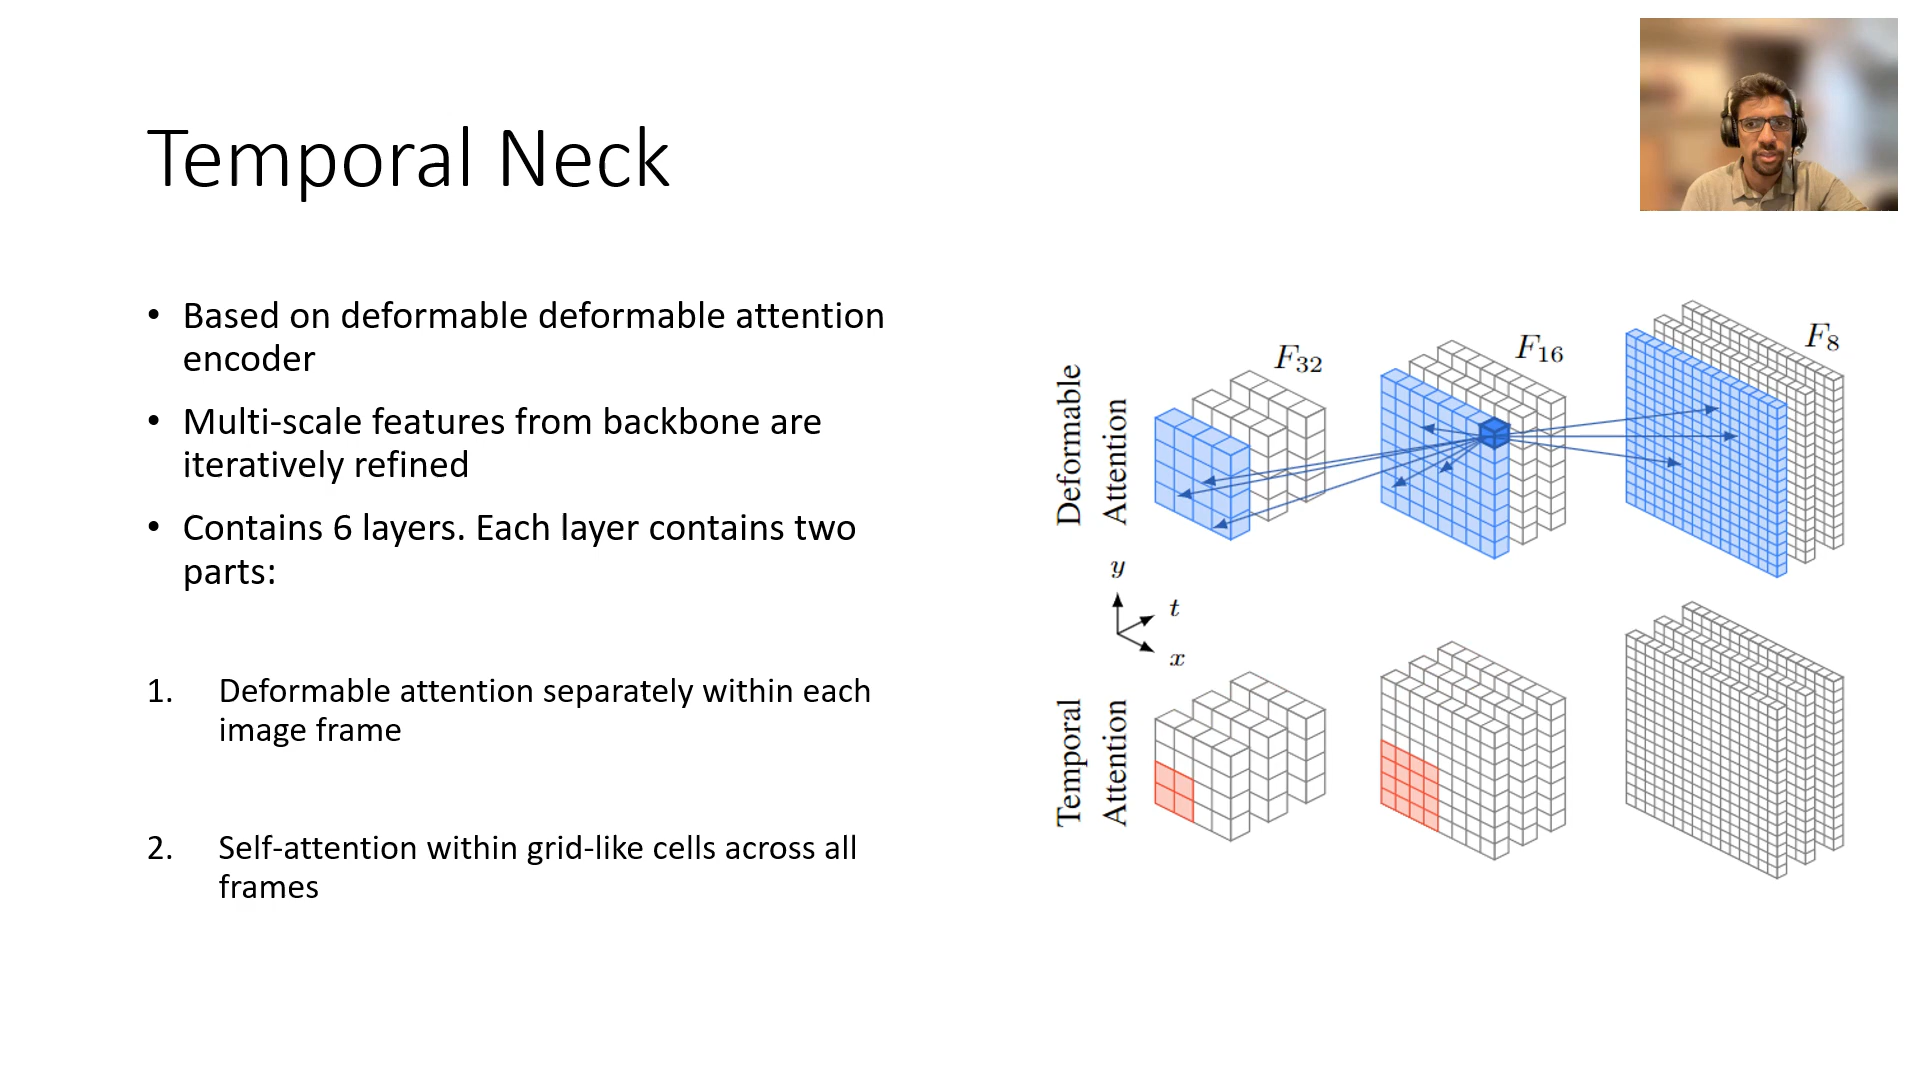 Temporal Neck
• Based on deformable deformable attention
encoder
• Multi-scale features from backbone are
iteratively refined
• Contains 6 layers. Each layer contains two
parts:
1. Deformable attention separately within each
image frame
2. Self-attention within grid-like cells across all
frames
Deformable
Attention
F32
F16
F8
y
t
x
Temporal
Attention